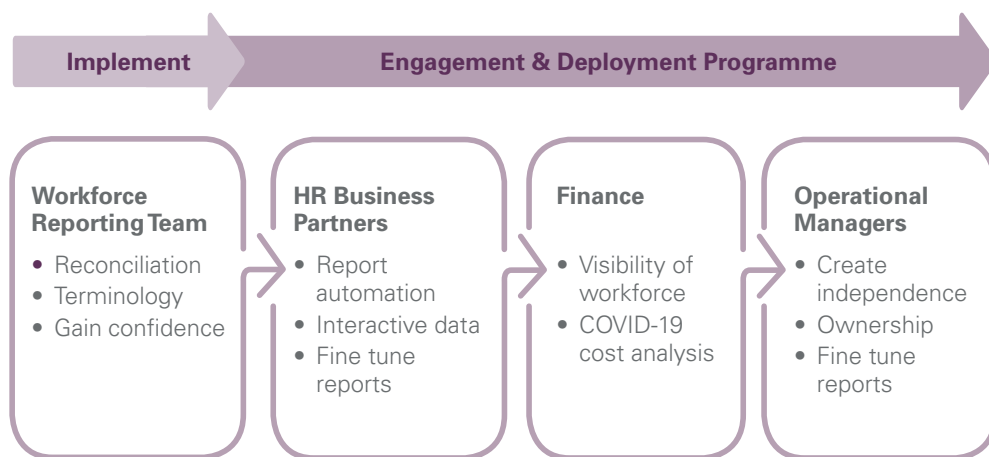 Implement
Engagement & Deployment Programme
Workforce
Reporting Team
• Reconciliation
• Terminology
• Gain confidence
HR Business
Partners
• Report
automation
• Interactive data
• Fine tune
reports
Finance
• Visibility of
workforce
• COVID-19
cost analysis
Operational
Managers
• Create
independence
• Ownership
• Fine tune
reports